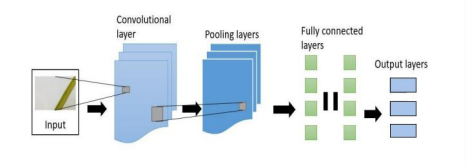 Convolutional
layer
Pooling layers
Fully connected
layers
Output layers
Input